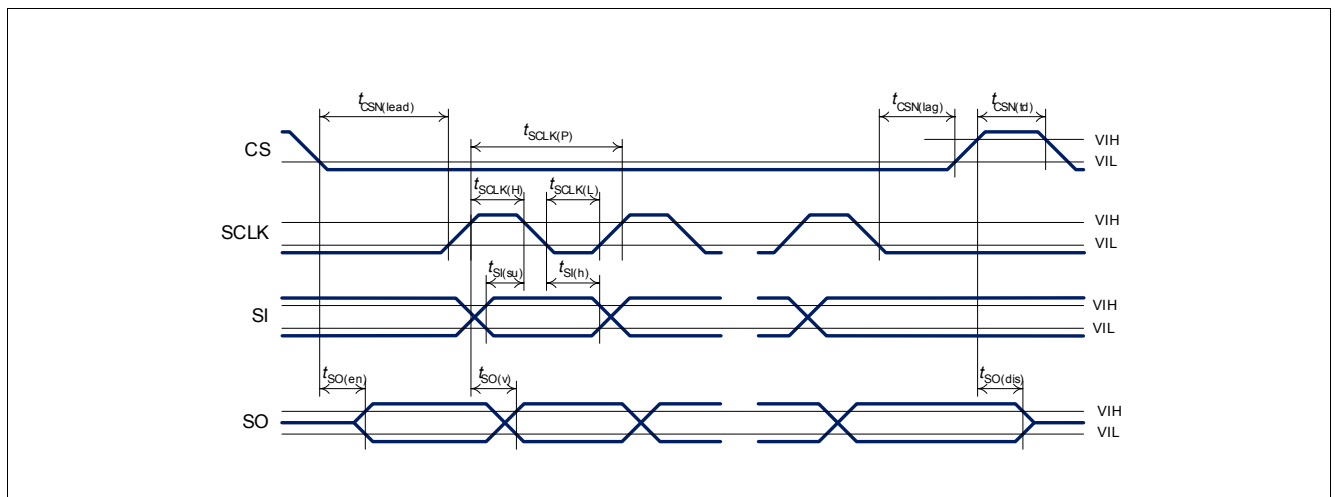 tCSN(lead)
tCSN(lag)
tCSN(td)
tSCLK(P)
VIH
CS
VIL
tSCLK(H)
tSCLK(L)
VIH
SCLK
VIL
tSI(su)
tSI(h)
VIH
SI
VIL
tSO(en)
tSO(v)
tSO(dis)
VIH
SO
VIL